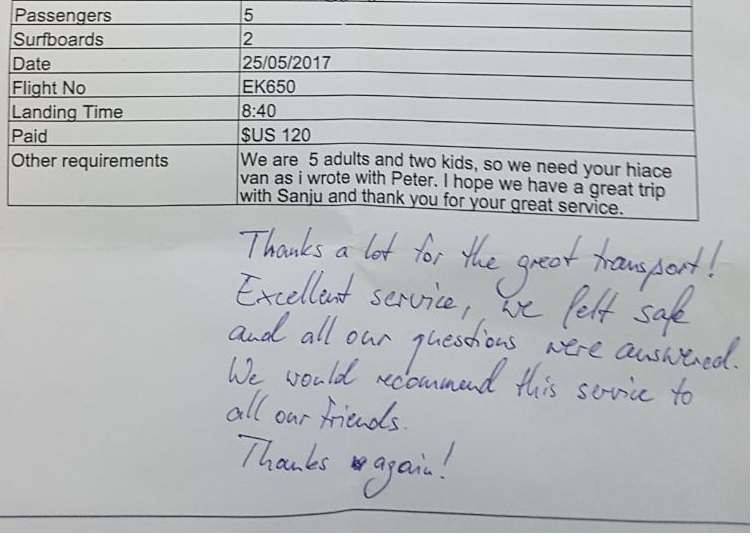 Passengers 5
Surfboards 2
Date 25/05/2017
Flight No EK650
Landing Time 8:40
Paid $US 120
Other requirements We are 5 adults and two kids, so we need your hiace
van as i wrote with Peter. I hope we have a great trip
with Sanju and thank you for your great service.
Thanks a lot for the great transport!
Excellent service, we felt safe
and all our questions were answered.
We would recommend this service to
all our friends.
Thanks again!